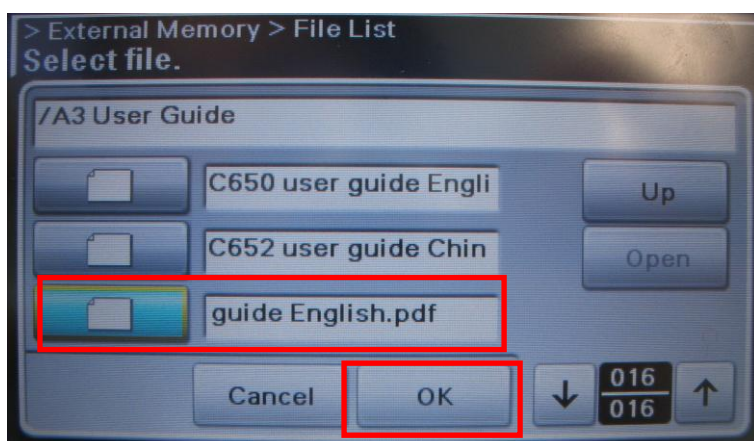 > External Memory > File List
Select file.
/A3 User Guide
C650 user guide Engli
Up
C652 user guide Chin
Open
guide English.pdf
Cancel
OK
016
016